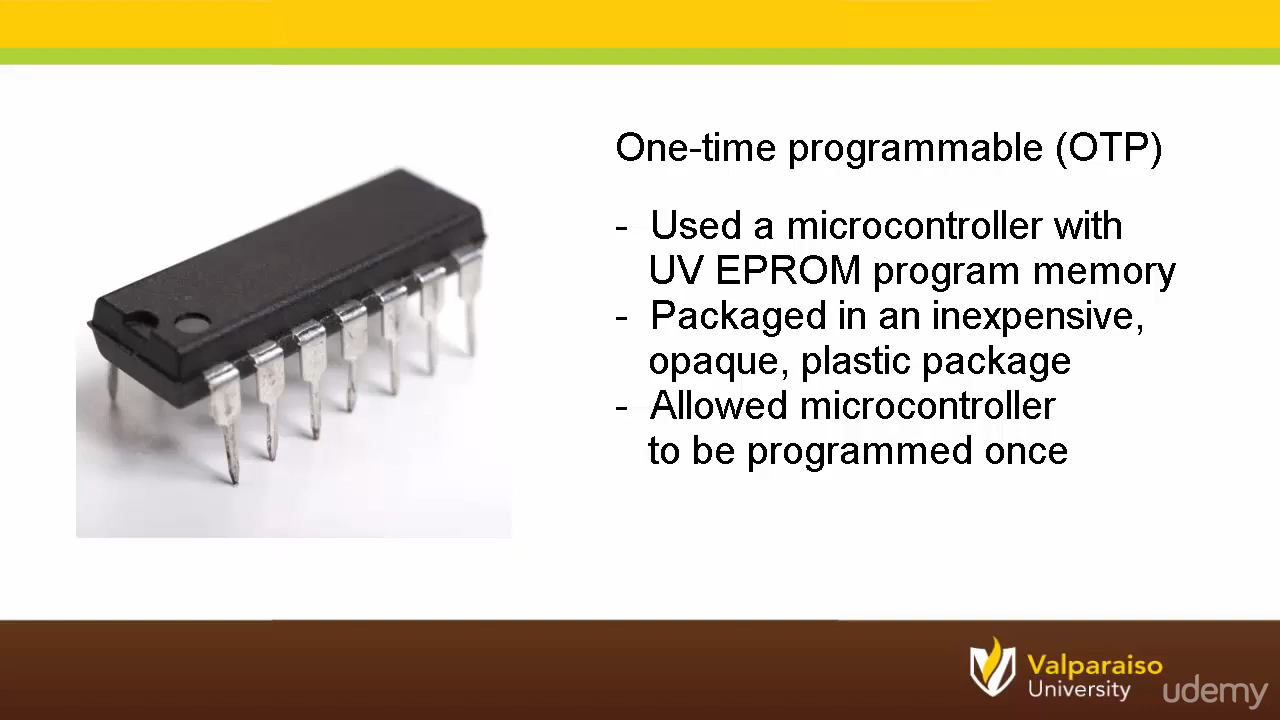 One-time programmable (OTP)
- Used a microcontroller with
UV EPROM program memory
- Packaged in an inexpensive,
opaque, plastic package
- Allowed microcontroller
to be programmed once
Valparaiso
University
udemy